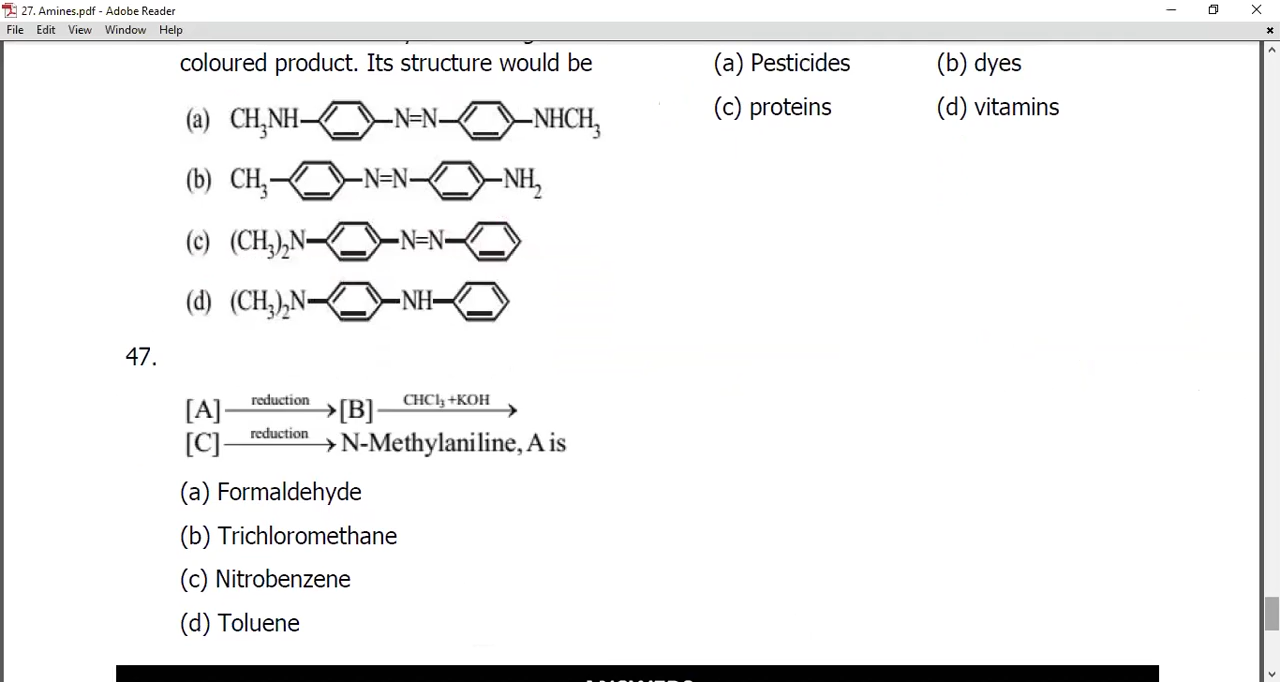 27. Amines.pdf - Adobe Reader
File Edit View Window Help
coloured product. Its structure would be
(a) CH₃NH– –N=N– –NHCH₃
(b) CH₃– –N=N– –NH₂
(c) (CH₃)₂N– –N=N–
(d) (CH₃)₂N– –NH–
47.
[A] reduction→ [B] CHCl₃ +KOH→
[C] reduction→ N-Methylaniline, A is
(a) Formaldehyde
(b) Trichloromethane
(c) Nitrobenzene
(d) Toluene
(a) Pesticides (b) dyes
(c) proteins (d) vitamins